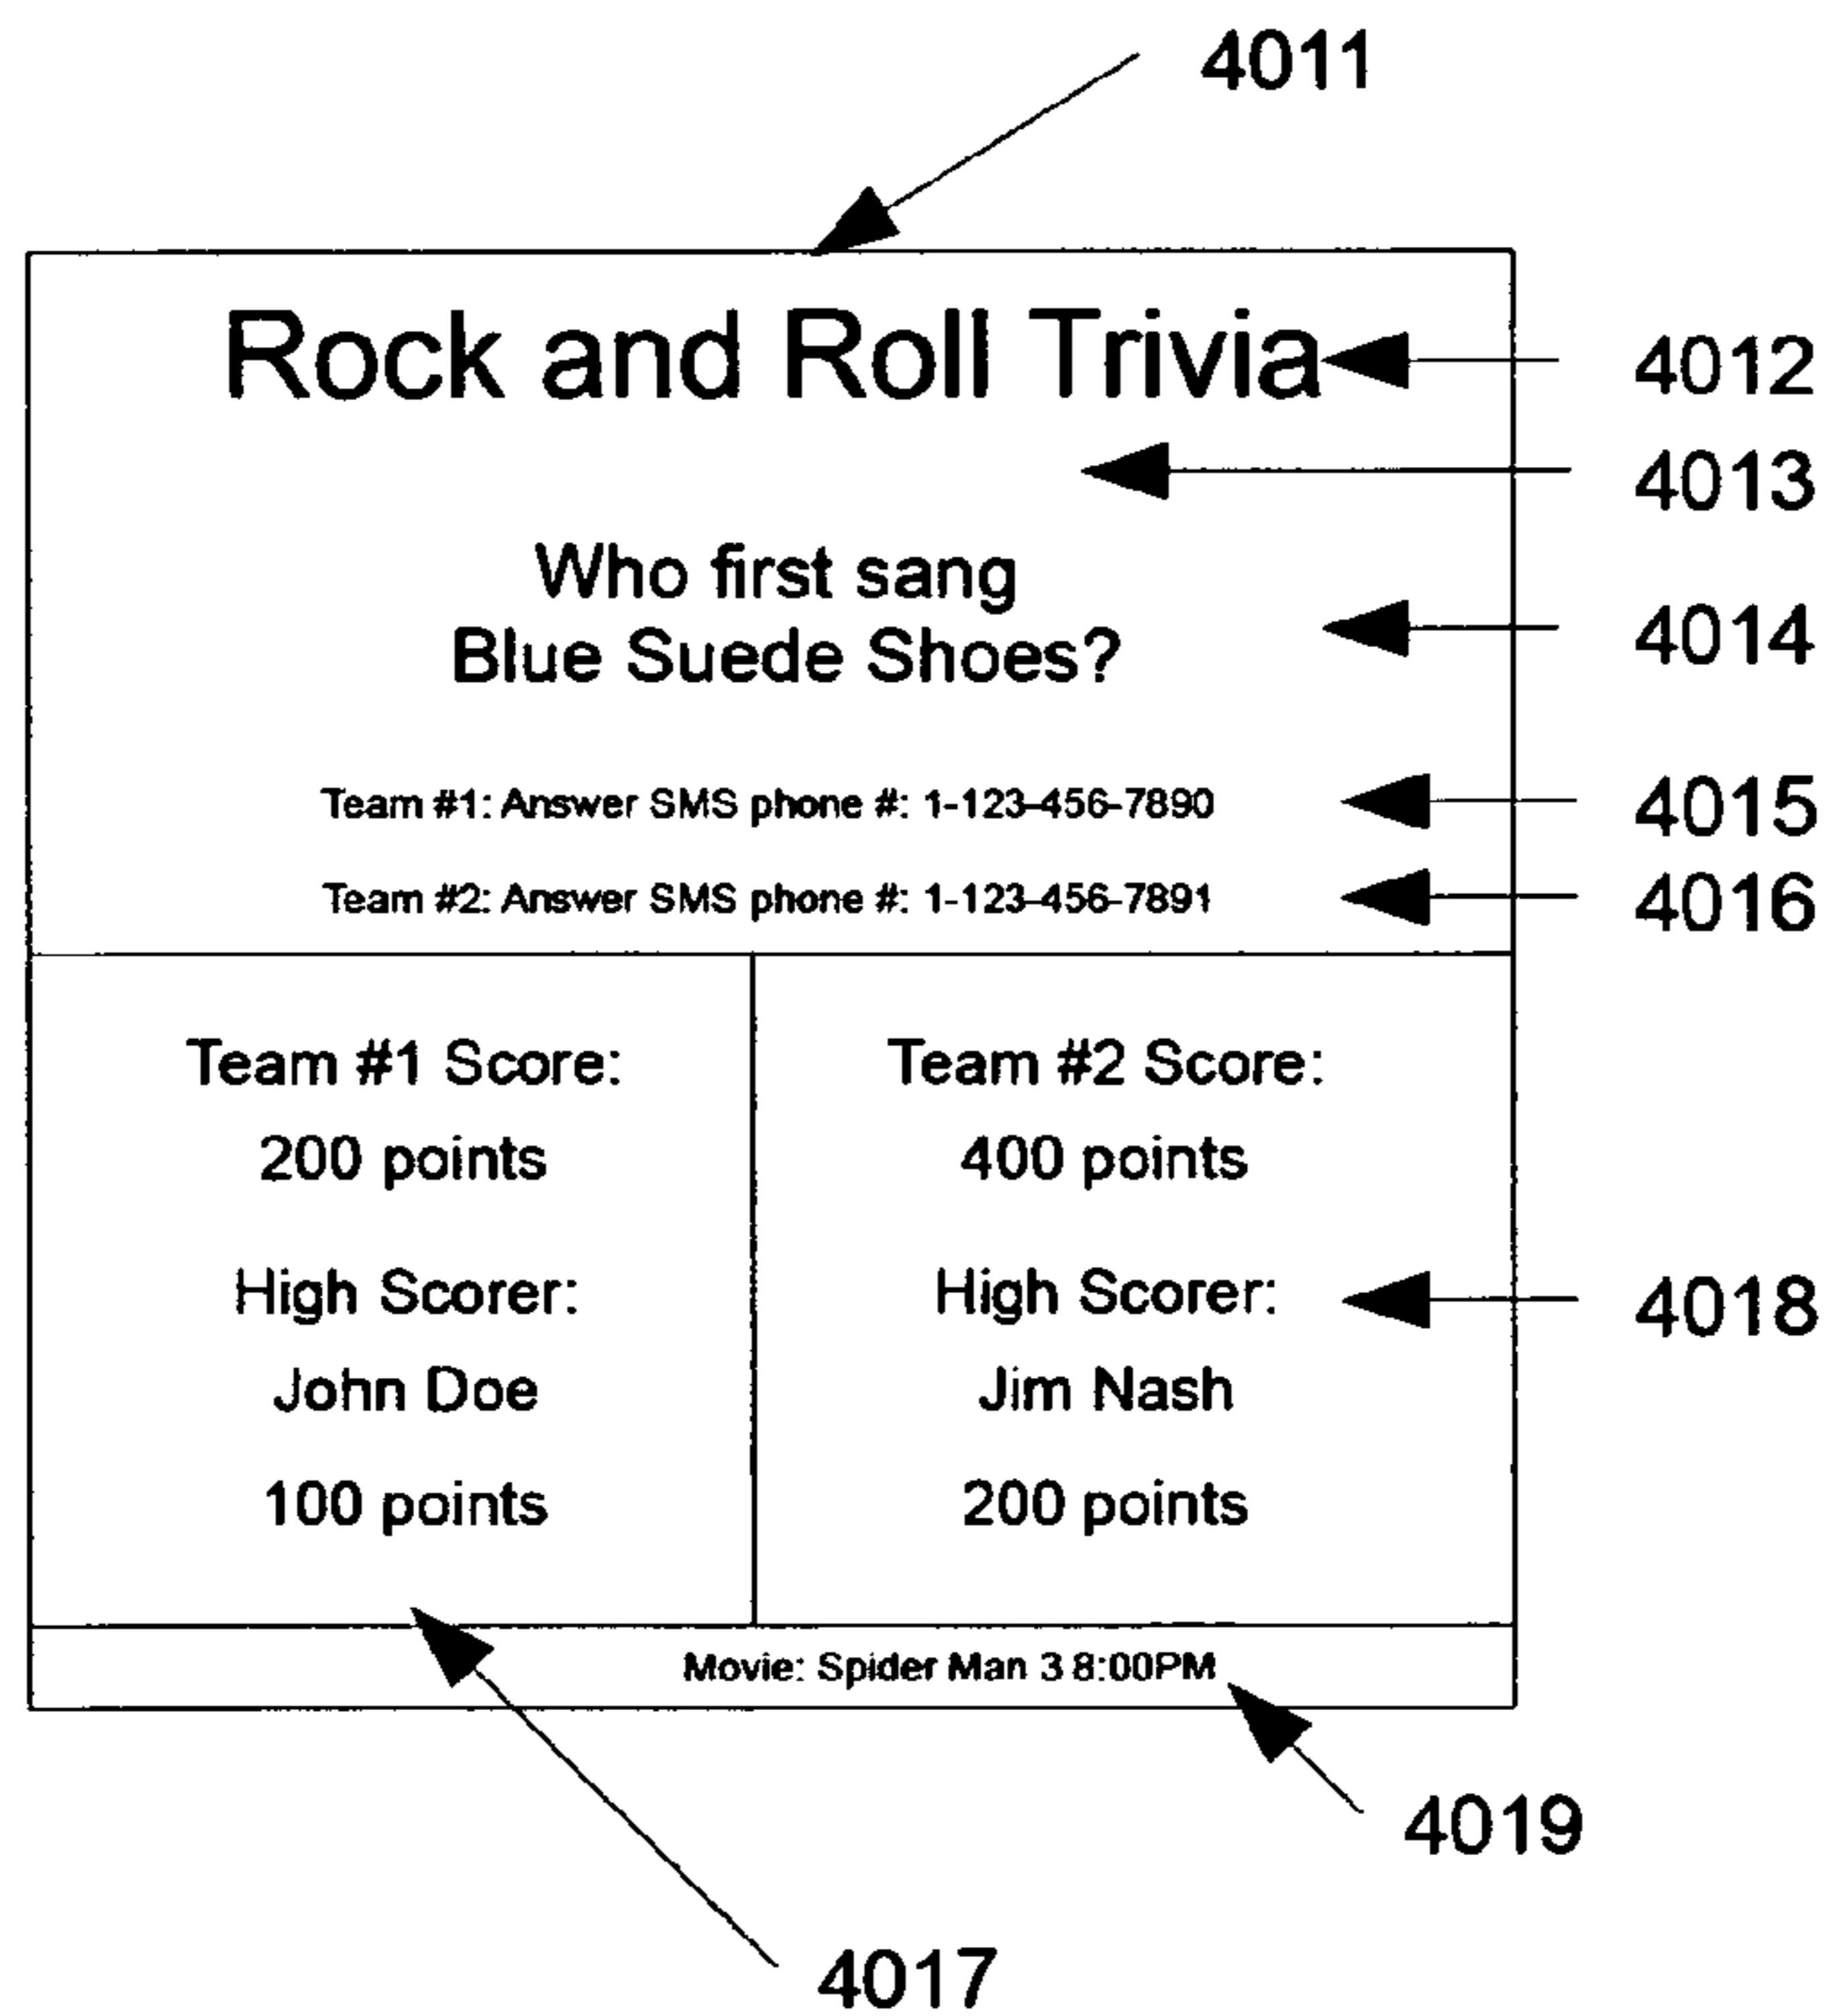 4011
Rock and Roll Trivia
4012
4013
Who first sang
Blue Suede Shoes?
4014
Team #1: Answer SMS phone #: 1-123-456-7890
4015
Team #2: Answer SMS phone #: 1-123-456-7891
4016
Team #1 Score:
200 points
High Scorer:
John Doe
100 points
Team #2 Score:
400 points
High Scorer:
Jim Nash
200 points
4018
Movie: Spider Man 3 8:00PM
4019
4017